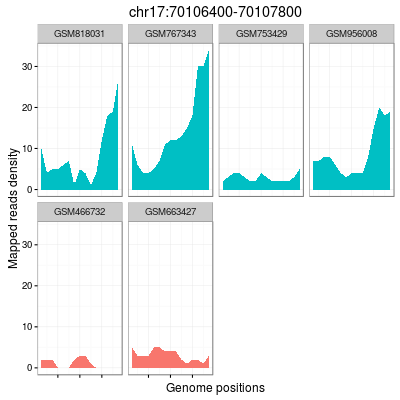 chr17:70106400-70107800
GSM818031 GSM767343 GSM753429 GSM956008
30
20
10
0
GSM466732 GSM663427
30
20
10
0
Mapped reads density
Genome positions